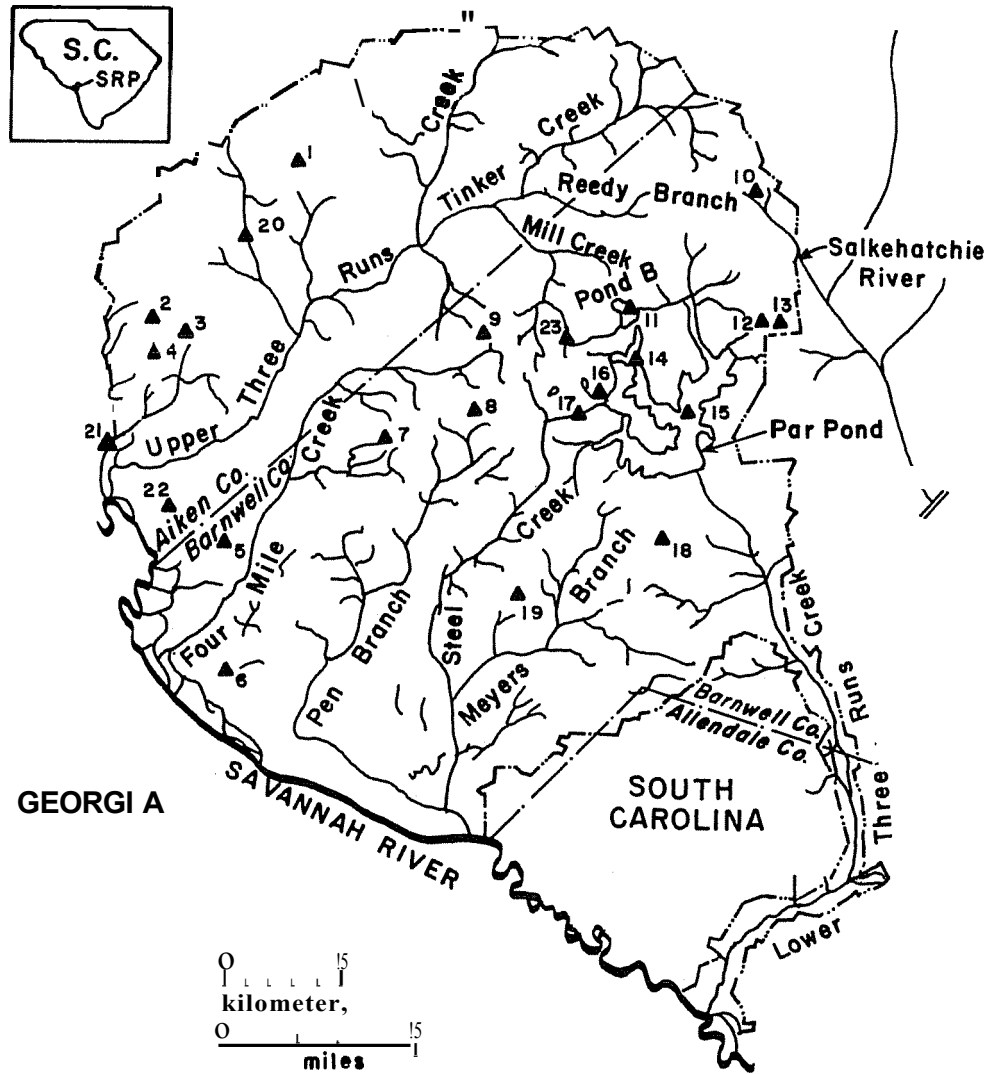 "
S.C.
SRP
Creek
Tinker Creek
Reedy Branch
10
1
20
Runs
Mill Creek
Salkehatchie
River
Pond B
2
3
4
9
23
11
12
13
14
Three
16
17
15
8
7
Par Pond
21
Upper
Creek
22
Aiken Co.
Barnwell Co.
5
Creek
18
Four Mile
Branch
19
Steel
Branch
Creek
6
Pen
Meyers
Barnwell Co.
Allendale Co.
Runs
GEORGI A
SAVANNAH RIVER
SOUTH
CAROLINA
Three
Lower
O !5
kilometer,
O !5
miles